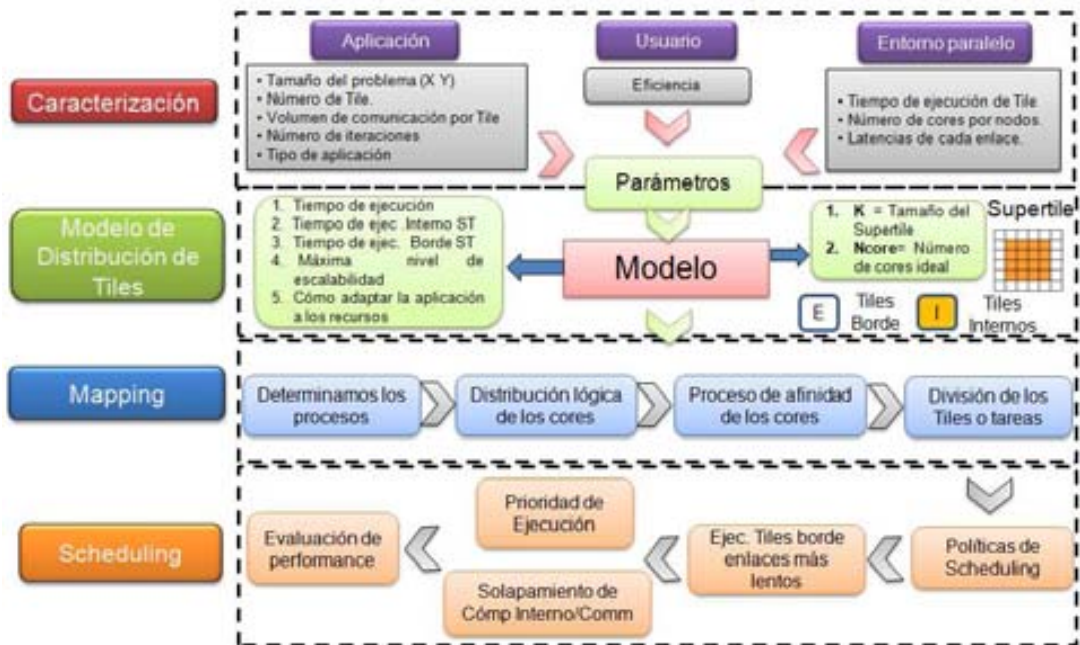 Aplicación
Usuario
Entorno paralelo
Caracterización
• Tamaño del problema (X Y)
• Número de Tile.
• Volumen de comunicación por Tile
• Número de iteraciones
• Tipo de aplicación
Eficiencia
• Tiempo de ejecución de Tile.
• Número de cores por nodos.
• Latencias de cada enlace.
Parámetros
Modelo de
Distribución de
Tiles
1. Tiempo de ejecución
2. Tiempo de ejec. Interno ST
3. Tiempo de ejec. Borde ST
4. Máxima nivel de
escalabilidad
5. Cómo adaptar la aplicación
a los recursos
Modelo
1. K = Tamaño del
Supertile
2. Ncore= Número
de cores ideal
Supertile
E
Tiles
Borde
I
Tiles
Internos
Mapping
Determinamos los
procesos
Distribución lógica
de los cores
Proceso de afinidad
de los cores
División de los
Tiles o tareas
Scheduling
Evaluación de
performance
Prioridad de
Ejecución
Solapamiento de
Cómp Interno/Comm
Ejec. Tiles borde
enlaces más
lentos
Políticas de
Scheduling